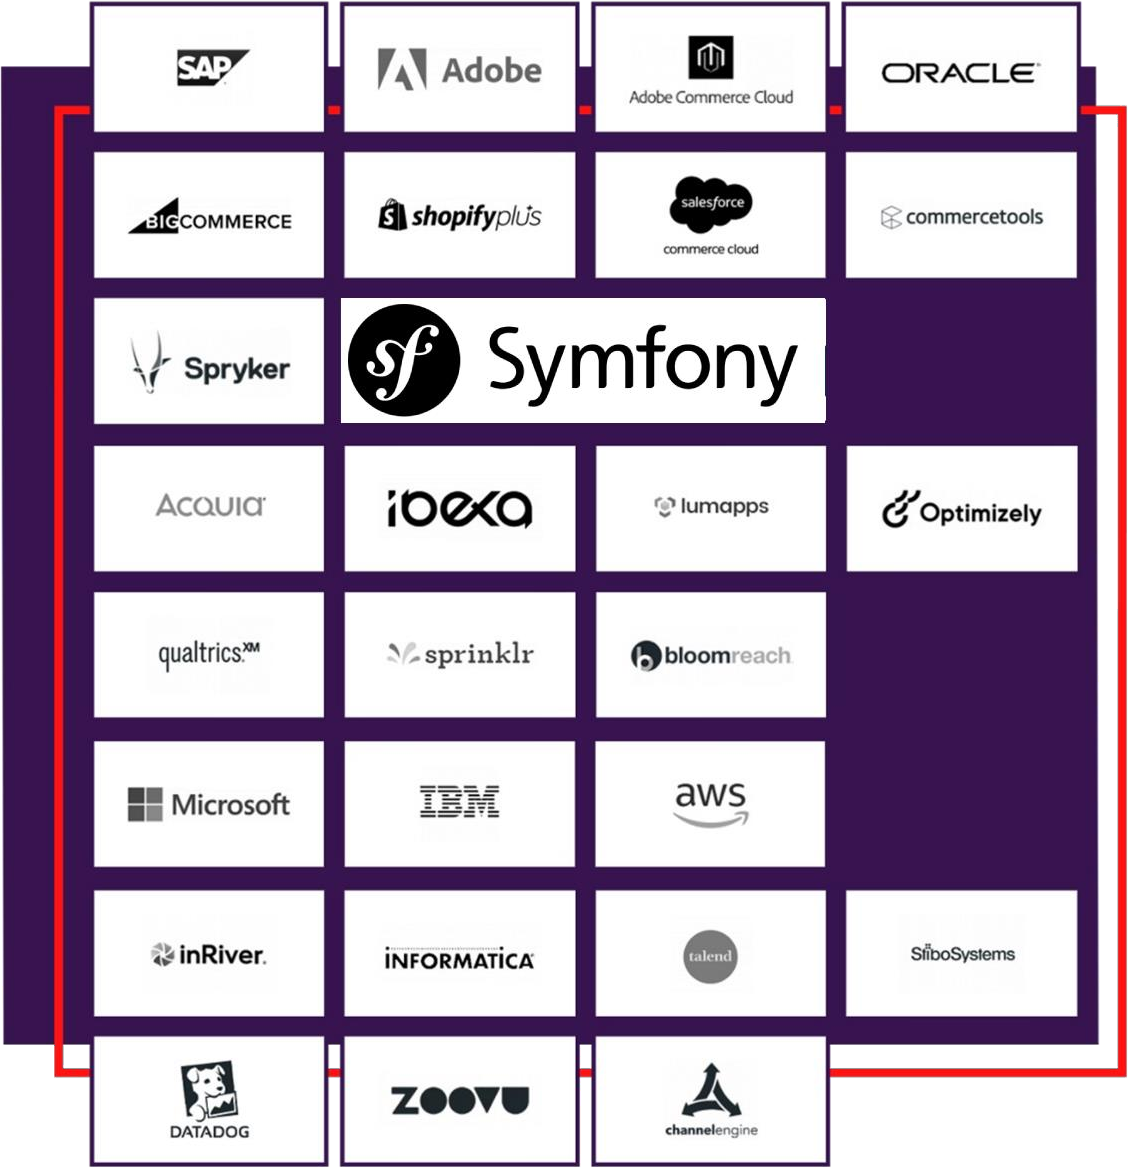 SAP
Adobe
Adobe Commerce Cloud
ORACLE
BIGCOMMERCE
shopifyplus
salesforce
commerce cloud
commercetools
Spryker
sf Symfony
Acquia
ibexa
lumapps
Optimizely
qualtrics.XM
sprinklr
b bloomreach
Microsoft
IBM
aws
inRiver.
INFORMATICA
talend
StiboSystems
DATADOG
zoovu
channelengine